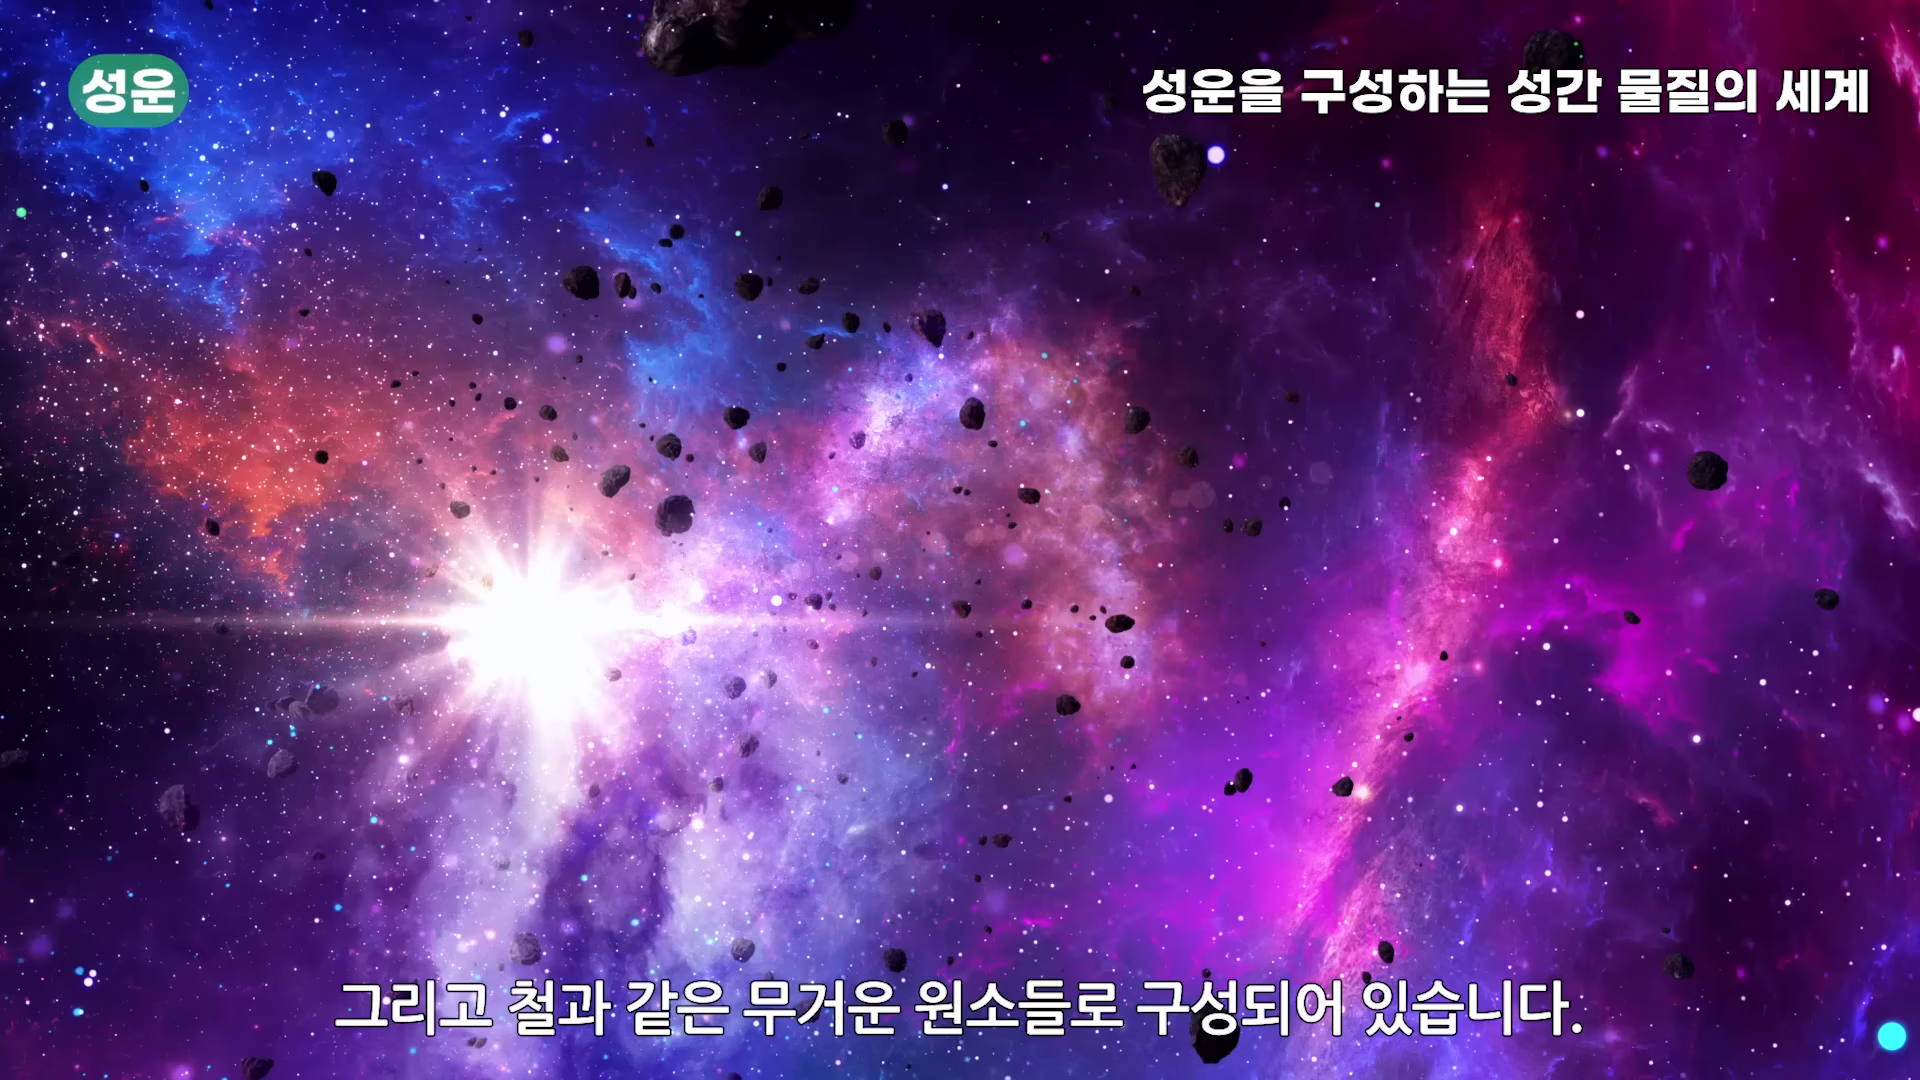 성운
성운을 구성하는 성간 물질의 세계
그리고 철과 같은 무거운 원소들로 구성되어 있습니다.